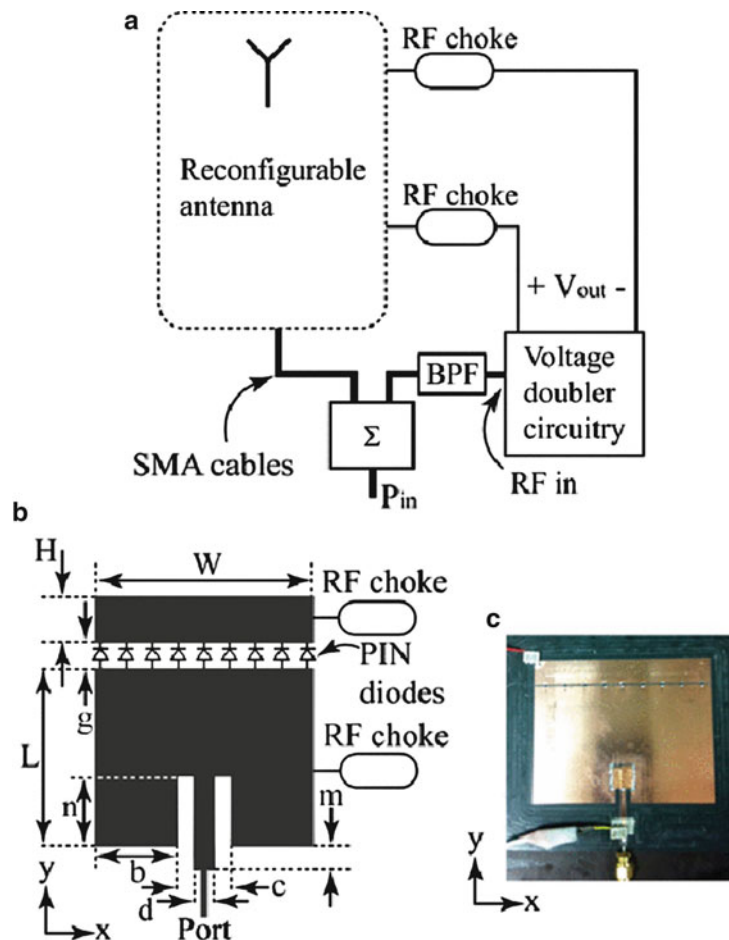 a
RF choke
Reconfigurable
antenna
RF choke
+ Vout -
Voltage
doubler
circuitry
BPF
Σ
SMA cables
RF in
Pin
b
H
W
RF choke
c
PIN
diodes
g
L
RF choke
n
m
y
b
c
d
x
Port
y
x